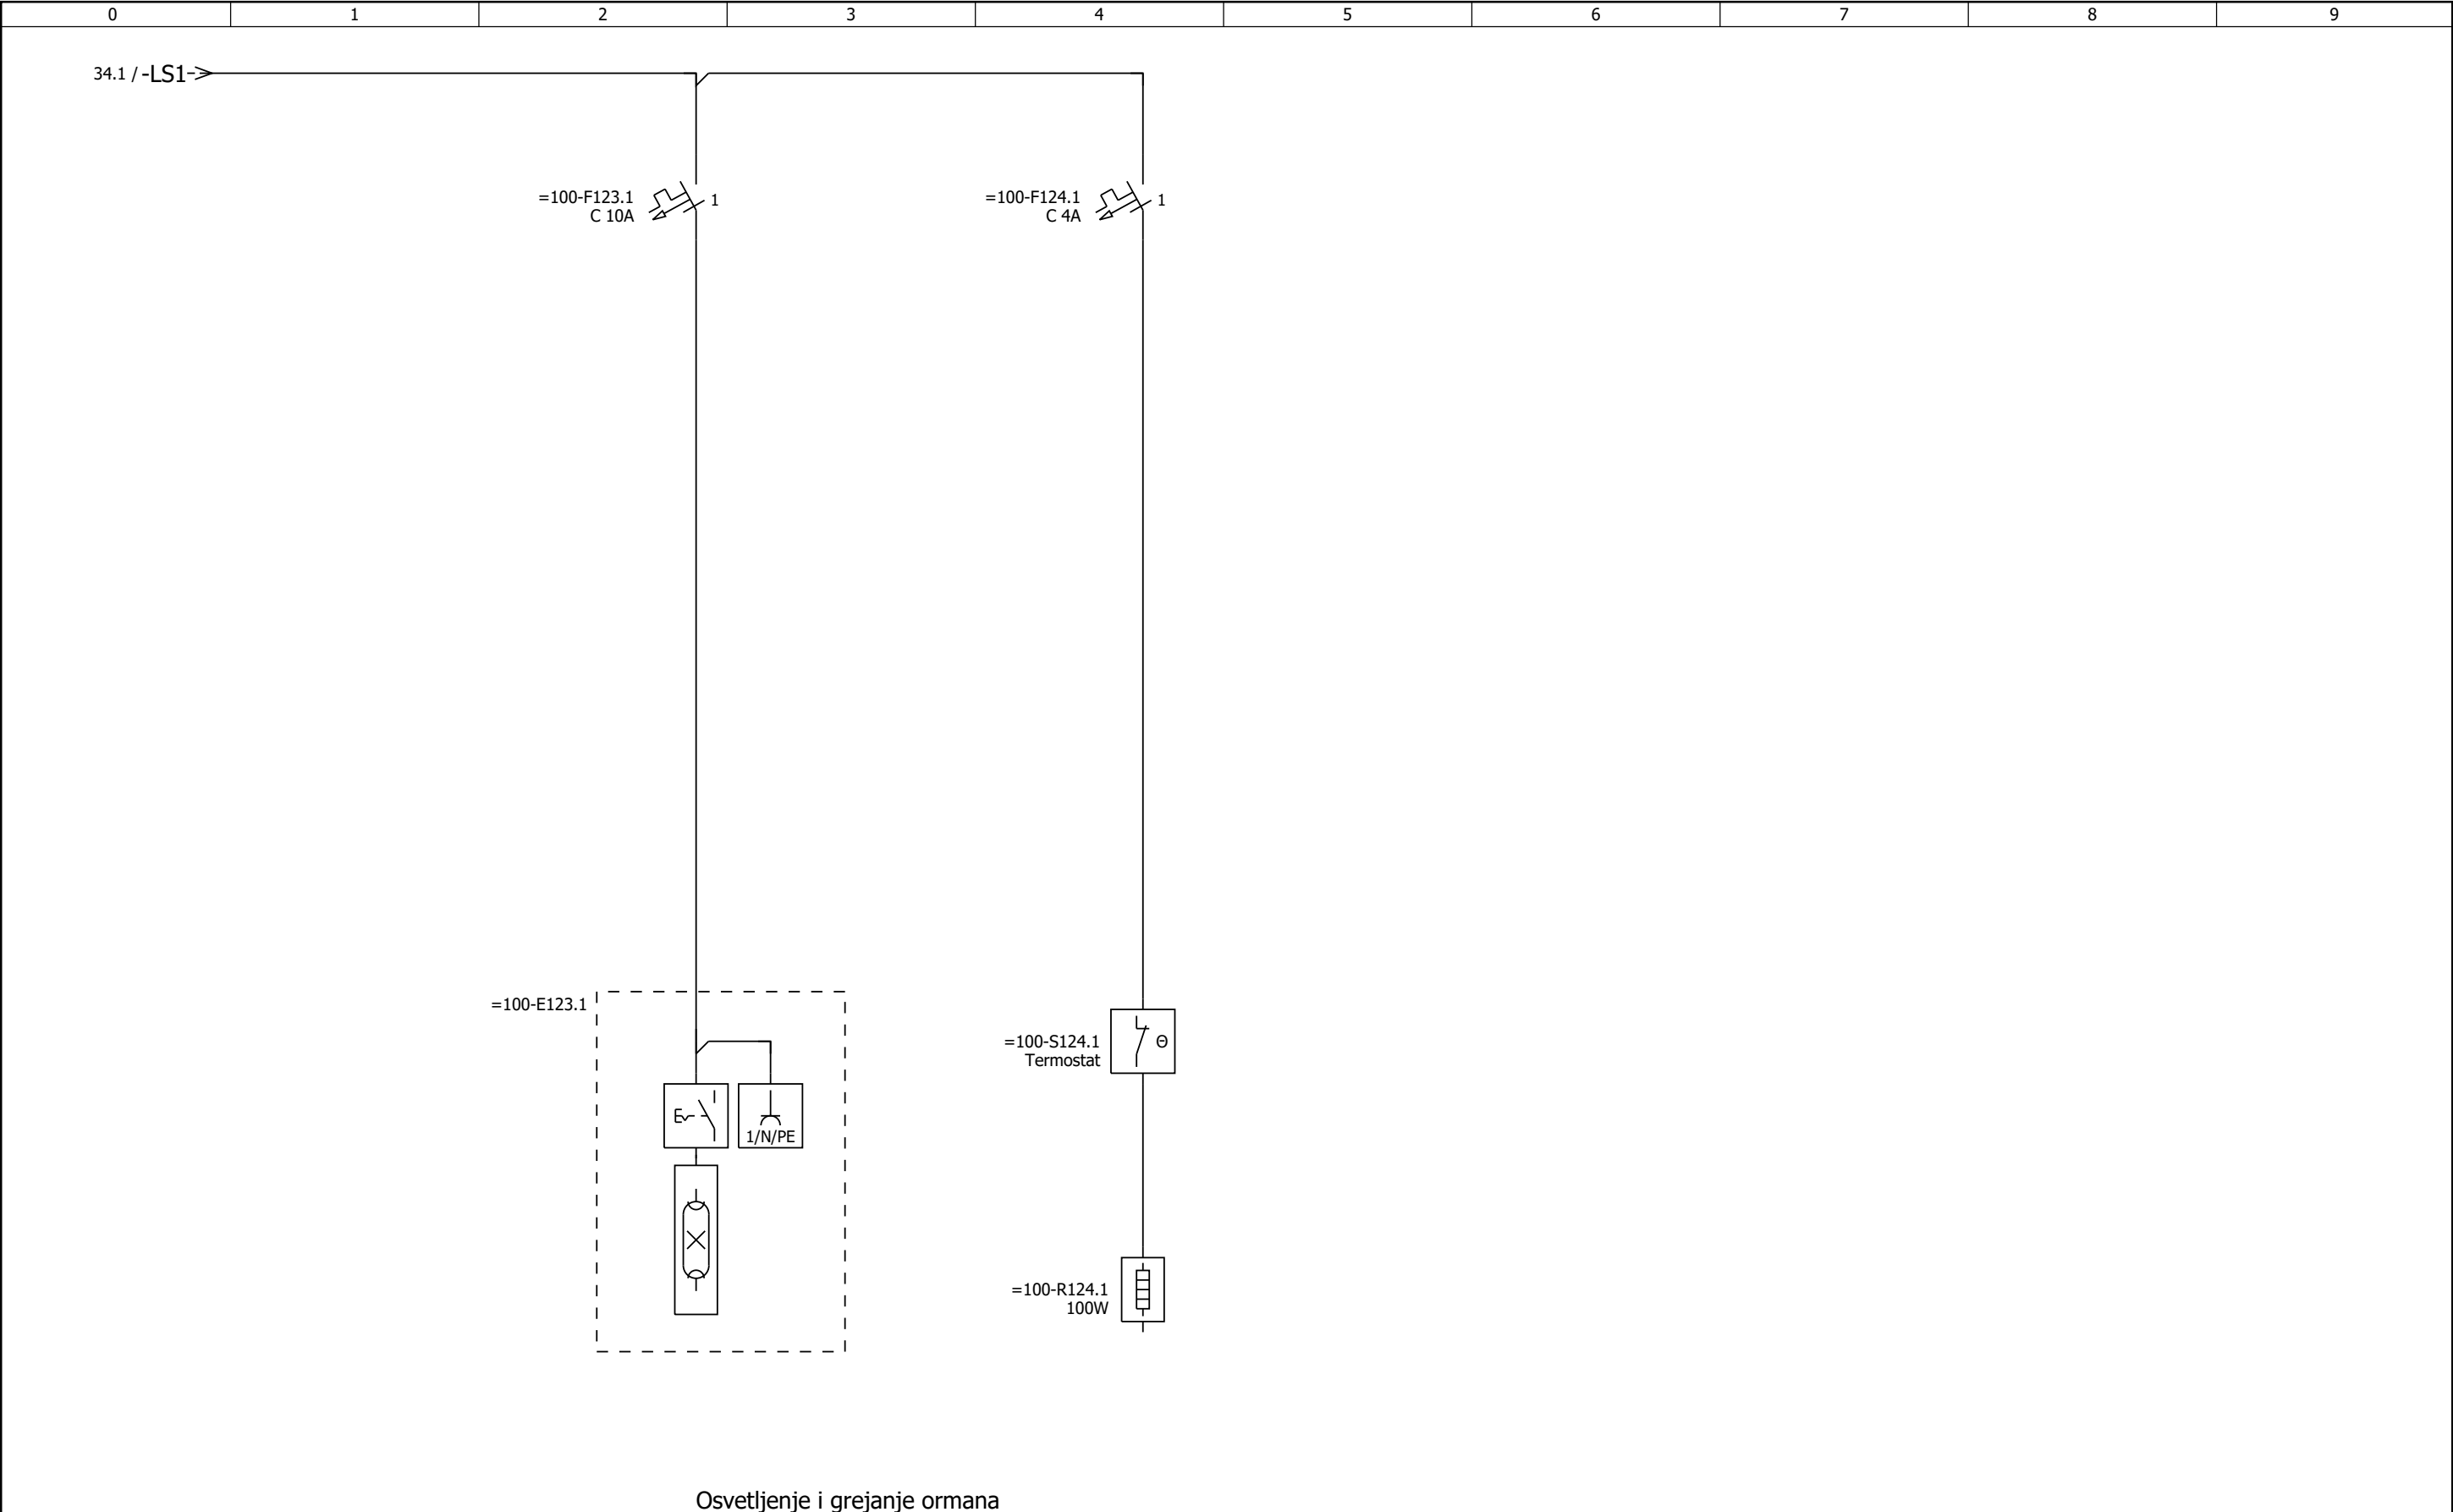 0 1 2 3 4 5 6 7 8 9
34.1 / -LS1
=100-F123.1
C 10A
1
=100-F124.1
C 4A
1
=100-E123.1
1/N/PE
=100-S124.1
Termostat
Θ
=100-R124.1
100W
Osvetljenje i grejanje ormana